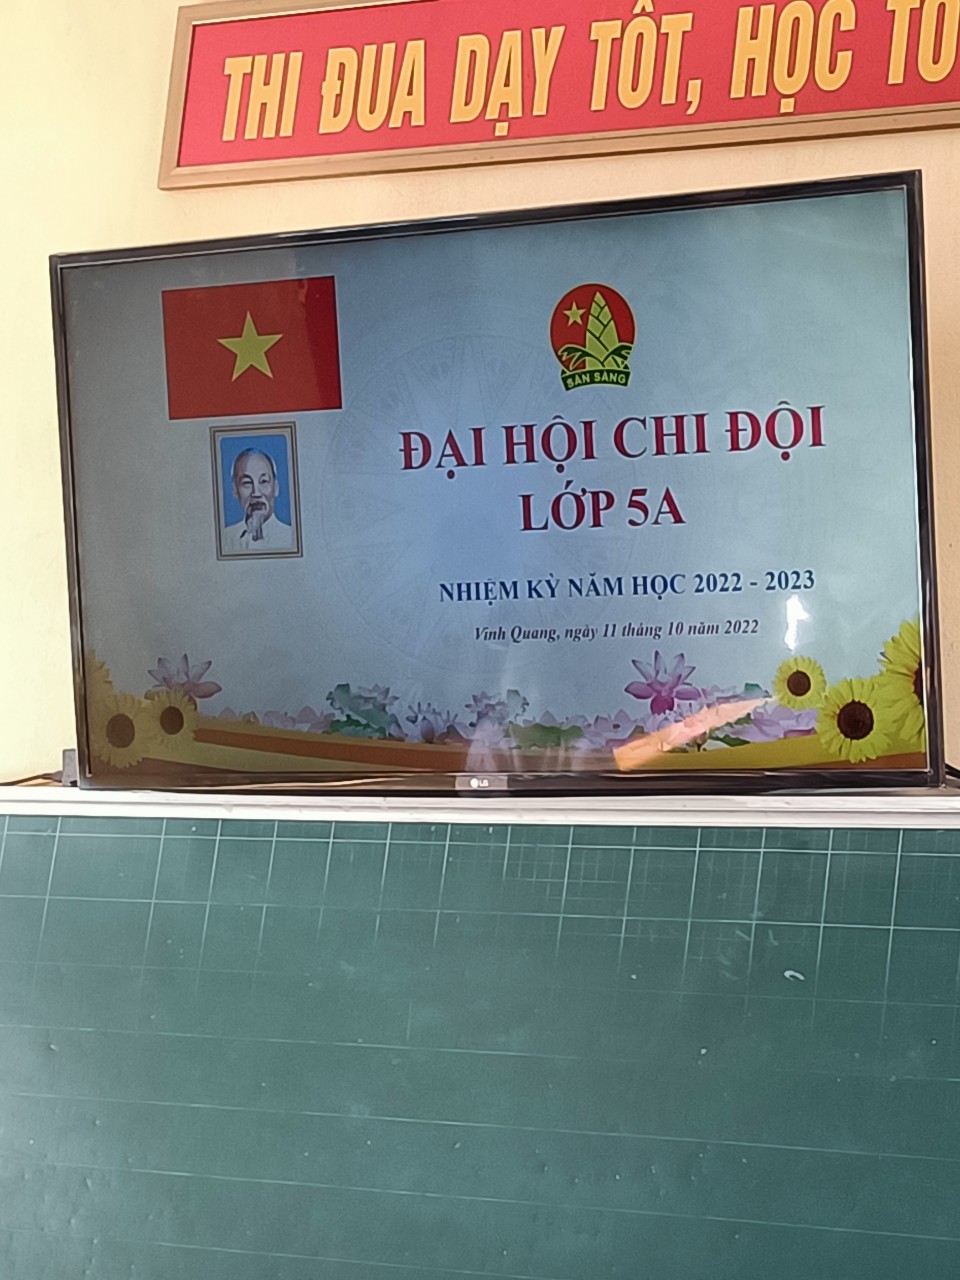 THI ĐUA DẠY TỐT, HỌC TỐ
SẴN SÀNG
ĐẠI HỘI CHI ĐỘI
LỚP 5A
NHIỆM KỲ NĂM HỌC 2022 - 2023
Vinh Quang, ngày 11 tháng 10 năm 2022
LG